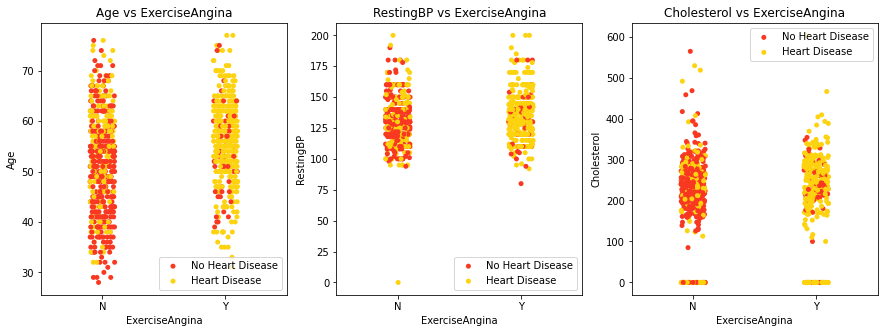 Age vs ExerciseAngina
Age
70
60
50
40
30
No Heart Disease
Heart Disease
N
Y
ExerciseAngina
RestingBP vs ExerciseAngina
RestingBP
200
175
150
125
100
75
50
25
0
No Heart Disease
Heart Disease
N
Y
ExerciseAngina
Cholesterol vs ExerciseAngina
Cholesterol
600
500
400
300
200
100
0
No Heart Disease
Heart Disease
N
Y
ExerciseAngina